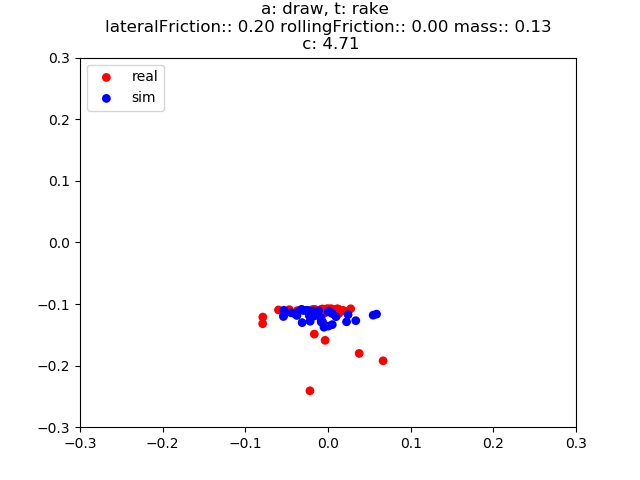 a: draw, t: rake
lateralFriction:: 0.20 rollingFriction:: 0.00 mass:: 0.13
c: 4.71
real
sim
0.3
0.2
0.1
0.0
−0.1
−0.2
−0.3
−0.3 −0.2 −0.1 0.0 0.1 0.2 0.3